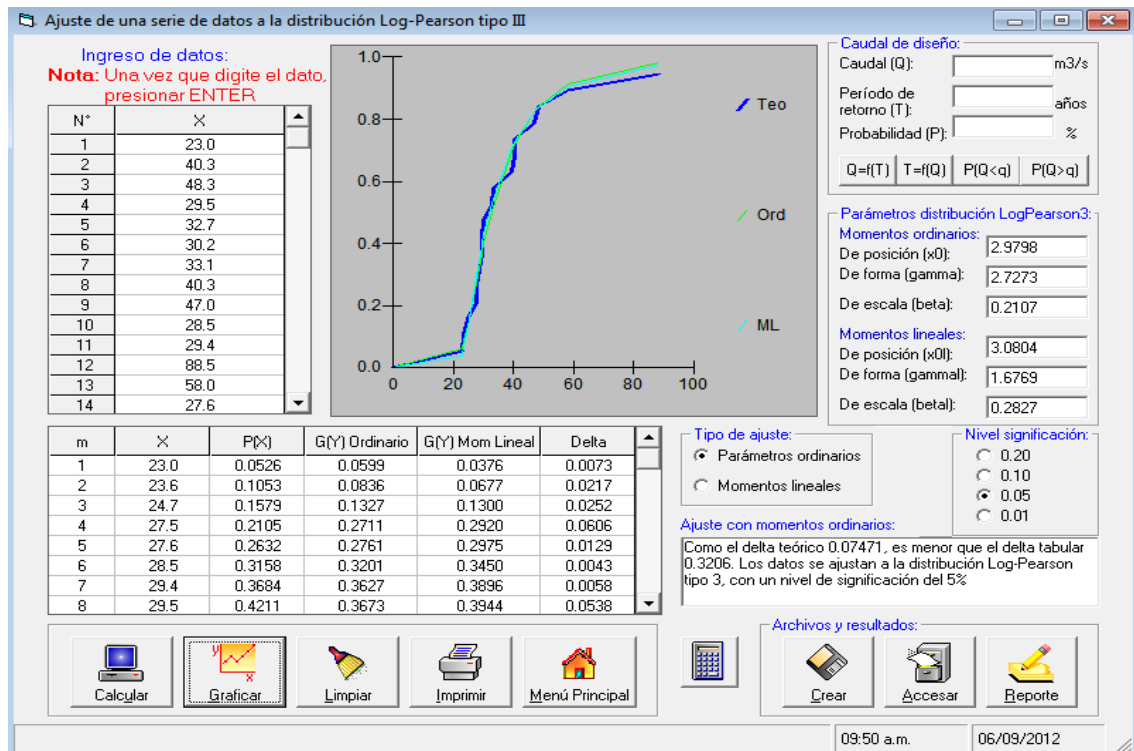 Ajuste de una serie de datos a la distribución Log-Pearson tipo III
Ingreso de datos:
Nota: Una vez que digite el dato,
presionar ENTER
N° X
1 23.0
2 40.3
3 48.3
4 29.5
5 32.7
6 30.2
7 33.1
8 40.3
9 47.0
10 28.5
11 29.4
12 88.5
13 58.0
14 27.6
1.0
0.8
0.6
0.4
0.2
0.0
0 20 40 60 80 100
Teo
Ord
ML
Caudal de diseño:
Caudal (Q): m3/s
Período de
retorno (T): años
Probabilidad (P): %
Q=f(T) T=f(Q) P(Q<q) P(Q>q)
Parámetros distribución LogPearson3:
Momentos ordinarios:
De posición (x0): 2.9798
De forma (gamma): 2.7273
De escala (beta): 0.2107
Momentos lineales:
De posición (x0l): 3.0804
De forma (gammal): 1.6769
De escala (betal): 0.2827
m X P(X) G(Y) Ordinario G(Y) Mom Lineal Delta
1 23.0 0.0526 0.0599 0.0376 0.0073
2 23.6 0.1053 0.0836 0.0677 0.0217
3 24.7 0.1579 0.1327 0.1300 0.0252
4 27.5 0.2105 0.2711 0.2920 0.0606
5 27.6 0.2632 0.2761 0.2975 0.0129
6 28.5 0.3158 0.3201 0.3450 0.0043
7 29.4 0.3684 0.3627 0.3896 0.0058
8 29.5 0.4211 0.3673 0.3944 0.0538
Tipo de ajuste:
Parámetros ordinarios
Momentos lineales
Nivel significación:
0.20
0.10
0.05
0.01
Ajuste con momentos ordinarios:
Como el delta teórico 0.07471, es menor que el delta tabular
0.3206. Los datos se ajustan a la distribución Log-Pearson
tipo 3, con un nivel de significación del 5%
Calcular Graficar Limpiar Imprimir Menú Principal
Archivos y resultados:
Crear Accesar Reporte
09:50 a.m. 06/09/2012